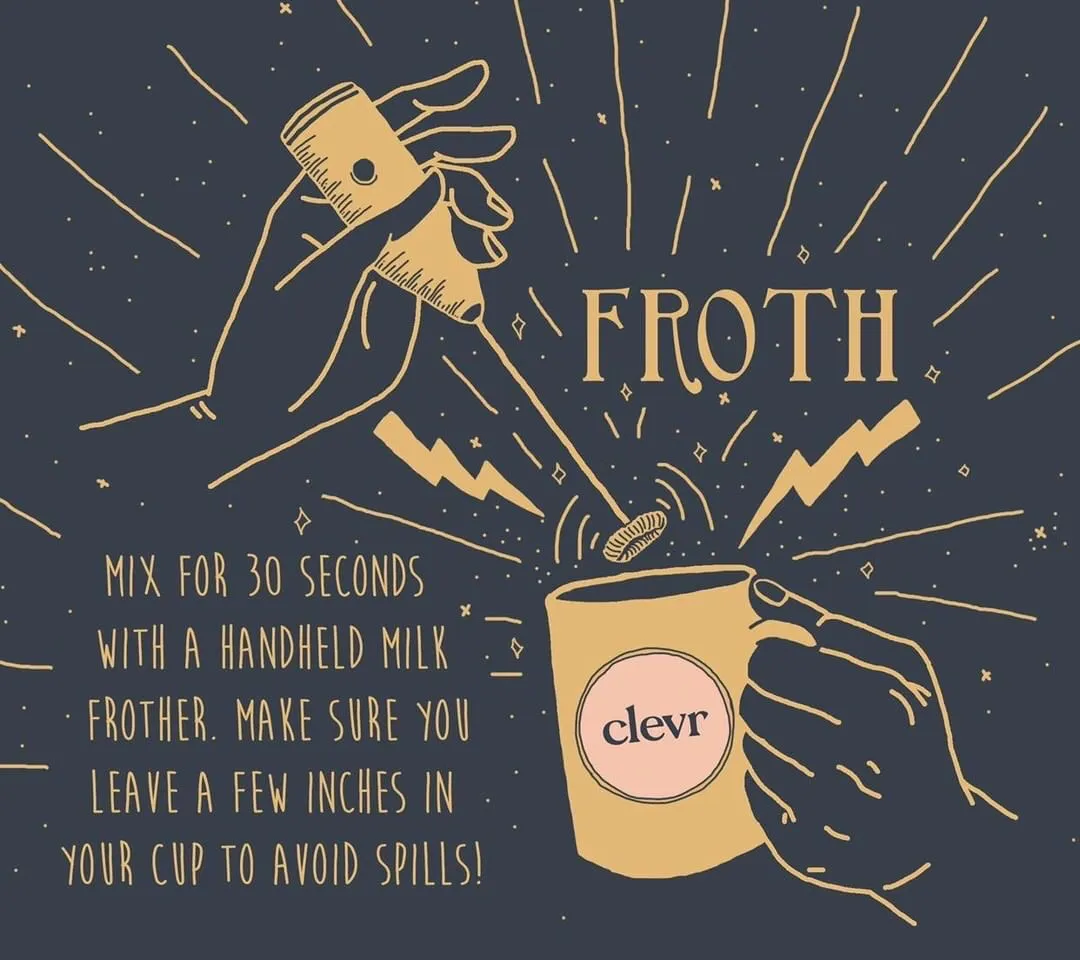 FROTH
MIX FOR 30 SECONDS
WITH A HANDHELD MILK
FROTHER. MAKE SURE YOU
LEAVE A FEW INCHES IN
YOUR CUP TO AVOID SPILLS!
clevr